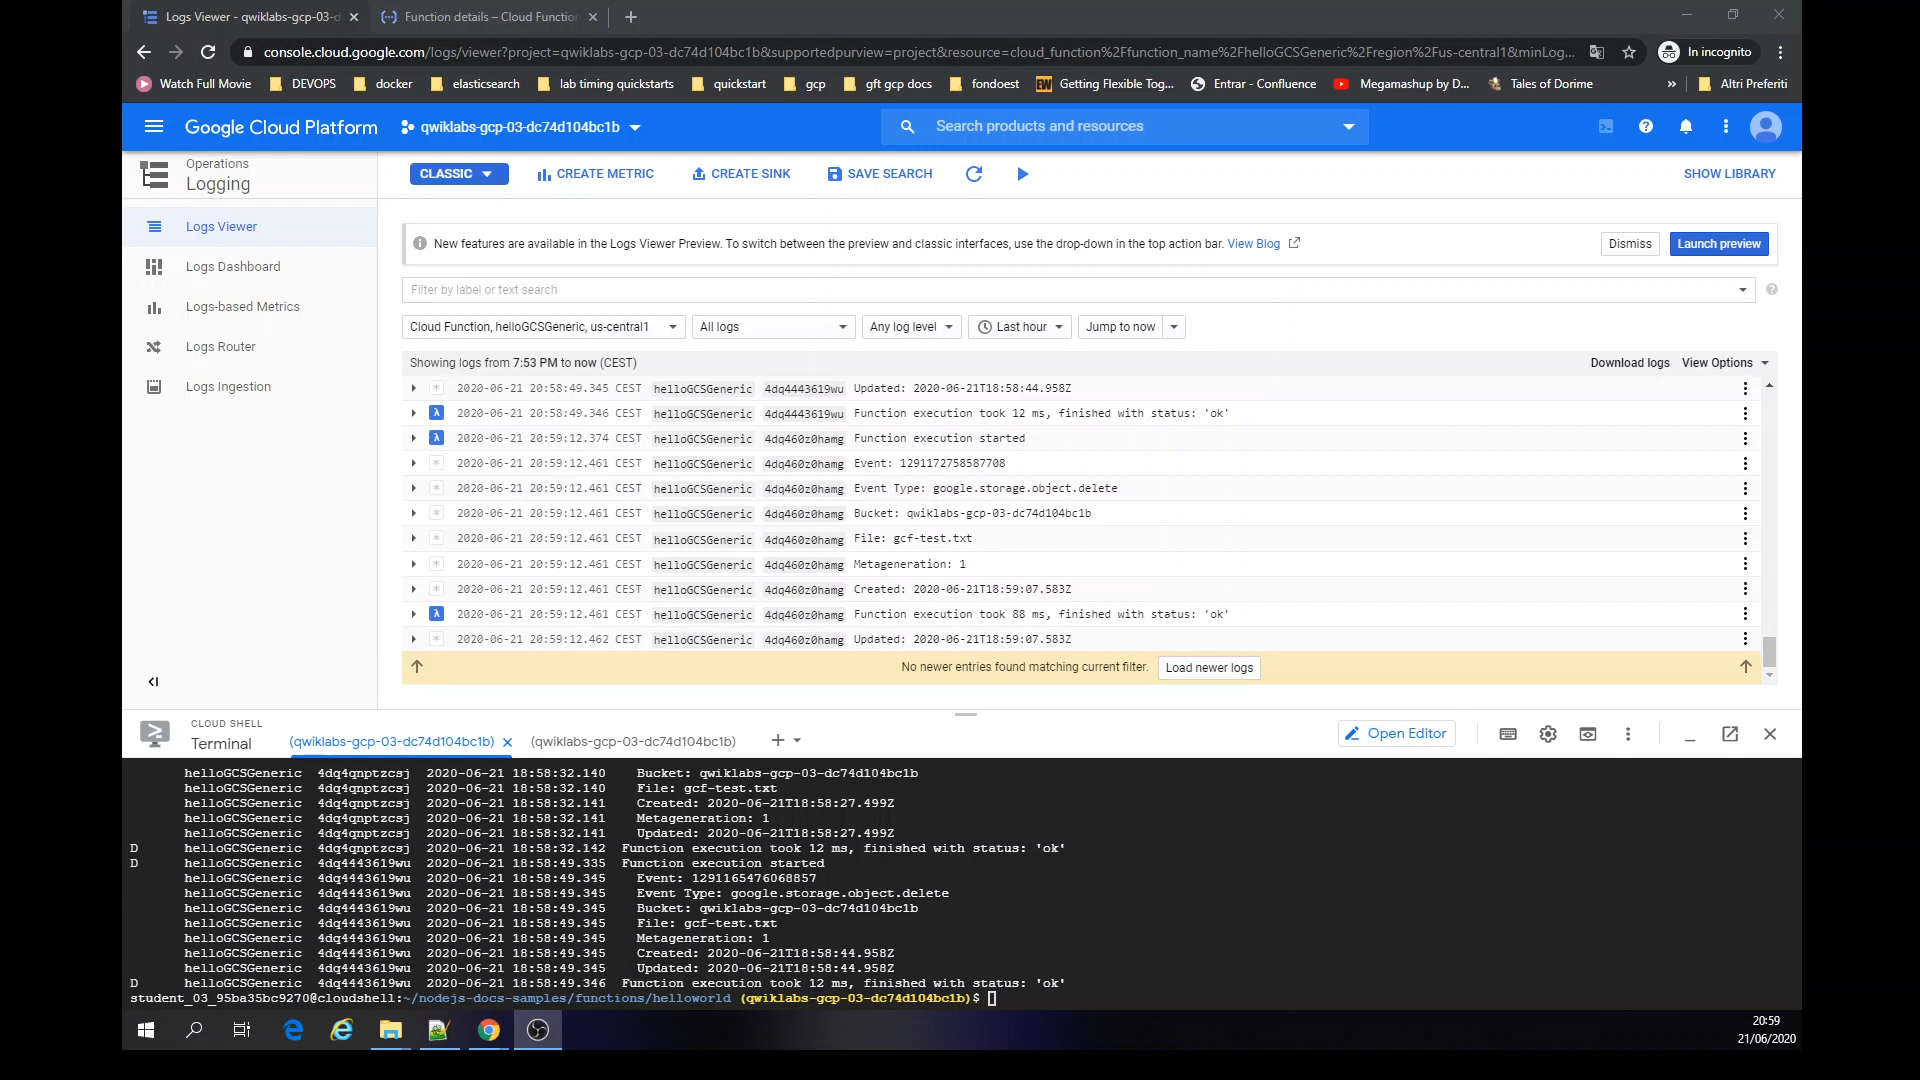 Logs Viewer - qwiklabs-gcp-03-d
Function details – Cloud Function
console.cloud.google.com/logs/viewer?project=qwiklabs-gcp-03-dc74d104bc1b&supportedpurview=project&resource=cloud_function%2Ffunction_name%2FhelloGCSGeneric%2Fregion%2Fus-central1&minLog...
In incognito
Watch Full Movie
DEVOPS
docker
elasticsearch
lab timing quickstarts
quickstart
gcp
gft gcp docs
fondoest
Getting Flexible Tog...
Entrar - Confluence
Megamashup by D...
Tales of Dorime
»
Altri Preferiti
Google Cloud Platform
qwiklabs-gcp-03-dc74d104bc1b
Search products and resources
Operations
Logging
CLASSIC
CREATE METRIC
CREATE SINK
SAVE SEARCH
SHOW LIBRARY
Logs Viewer
Logs Dashboard
Logs-based Metrics
Logs Router
Logs Ingestion
New features are available in the Logs Viewer Preview. To switch between the preview and classic interfaces, use the drop-down in the top action bar. View Blog
Dismiss
Launch preview
Filter by label or text search
Cloud Function, helloGCSGeneric, us-central1
All logs
Any log level
Last hour
Jump to now
Showing logs from 7:53 PM to now (CEST)
Download logs
View Options
2020-06-21 20:58:49.345 CEST helloGCSGeneric 4dq4443619wu Updated: 2020-06-21T18:58:44.958Z
2020-06-21 20:58:49.346 CEST helloGCSGeneric 4dq4443619wu Function execution took 12 ms, finished with status: 'ok'
2020-06-21 20:59:12.374 CEST helloGCSGeneric 4dq460z0hamg Function execution started
2020-06-21 20:59:12.461 CEST helloGCSGeneric 4dq460z0hamg Event: 1291172758587708
2020-06-21 20:59:12.461 CEST helloGCSGeneric 4dq460z0hamg Event Type: google.storage.object.delete
2020-06-21 20:59:12.461 CEST helloGCSGeneric 4dq460z0hamg Bucket: qwiklabs-gcp-03-dc74d104bc1b
2020-06-21 20:59:12.461 CEST helloGCSGeneric 4dq460z0hamg File: gcf-test.txt
2020-06-21 20:59:12.461 CEST helloGCSGeneric 4dq460z0hamg Metageneration: 1
2020-06-21 20:59:12.461 CEST helloGCSGeneric 4dq460z0hamg Created: 2020-06-21T18:59:07.583Z
2020-06-21 20:59:12.461 CEST helloGCSGeneric 4dq460z0hamg Function execution took 88 ms, finished with status: 'ok'
2020-06-21 20:59:12.462 CEST helloGCSGeneric 4dq460z0hamg Updated: 2020-06-21T18:59:07.583Z
No newer entries found matching current filter.
Load newer logs
CLOUD SHELL
Terminal
(qwiklabs-gcp-03-dc74d104bc1b)
(qwiklabs-gcp-03-dc74d104bc1b)
Open Editor
helloGCSGeneric 4dq4qnptzcsj 2020-06-21 18:58:32.140 Bucket: qwiklabs-gcp-03-dc74d104bc1b
helloGCSGeneric 4dq4qnptzcsj 2020-06-21 18:58:32.140 File: gcf-test.txt
helloGCSGeneric 4dq4qnptzcsj 2020-06-21 18:58:32.141 Created: 2020-06-21T18:58:27.499Z
helloGCSGeneric 4dq4qnptzcsj 2020-06-21 18:58:32.141 Metageneration: 1
helloGCSGeneric 4dq4qnptzcsj 2020-06-21 18:58:32.141 Updated: 2020-06-21T18:58:27.499Z
D helloGCSGeneric 4dq4qnptzcsj 2020-06-21 18:58:32.142 Function execution took 12 ms, finished with status: 'ok'
D helloGCSGeneric 4dq4443619wu 2020-06-21 18:58:49.335 Function execution started
helloGCSGeneric 4dq4443619wu 2020-06-21 18:58:49.345 Event: 1291165476068857
helloGCSGeneric 4dq4443619wu 2020-06-21 18:58:49.345 Event Type: google.storage.object.delete
helloGCSGeneric 4dq4443619wu 2020-06-21 18:58:49.345 Bucket: qwiklabs-gcp-03-dc74d104bc1b
helloGCSGeneric 4dq4443619wu 2020-06-21 18:58:49.345 File: gcf-test.txt
helloGCSGeneric 4dq4443619wu 2020-06-21 18:58:49.345 Metageneration: 1
helloGCSGeneric 4dq4443619wu 2020-06-21 18:58:49.345 Created: 2020-06-21T18:58:44.958Z
helloGCSGeneric 4dq4443619wu 2020-06-21 18:58:49.345 Updated: 2020-06-21T18:58:44.958Z
D helloGCSGeneric 4dq4443619wu 2020-06-21 18:58:49.346 Function execution took 12 ms, finished with status: 'ok'
student_03_95ba35bc9270@cloudshell:~/nodejs-docs-samples/functions/helloworld (qwiklabs-gcp-03-dc74d104bc1b)$
20:59
21/06/2020